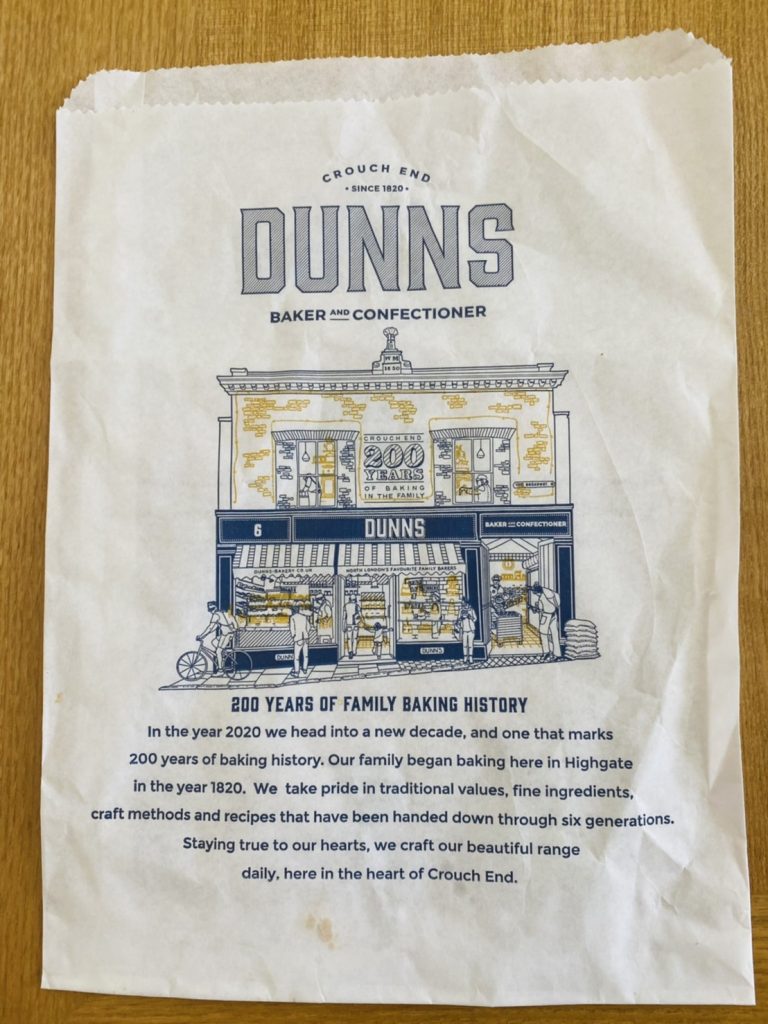 CROUCH END
• SINCE 1820 •
DUNNS
BAKER AND CONFECTIONER
1820
CROUCH END
200
YEARS
OF BAKING
IN THE FAMILY
THE BROADWAY
6 DUNNS BAKER AND CONFECTIONER
DUNNS-BAKERY.CO.UK NORTH LONDON'S FAVOURITE FAMILY BAKERS
DUNN DUNNS
200 YEARS OF FAMILY BAKING HISTORY
In the year 2020 we head into a new decade, and one that marks
200 years of baking history. Our family began baking here in Highgate
in the year 1820. We take pride in traditional values, fine ingredients,
craft methods and recipes that have been handed down through six generations.
Staying true to our hearts, we craft our beautiful range
daily, here in the heart of Crouch End.